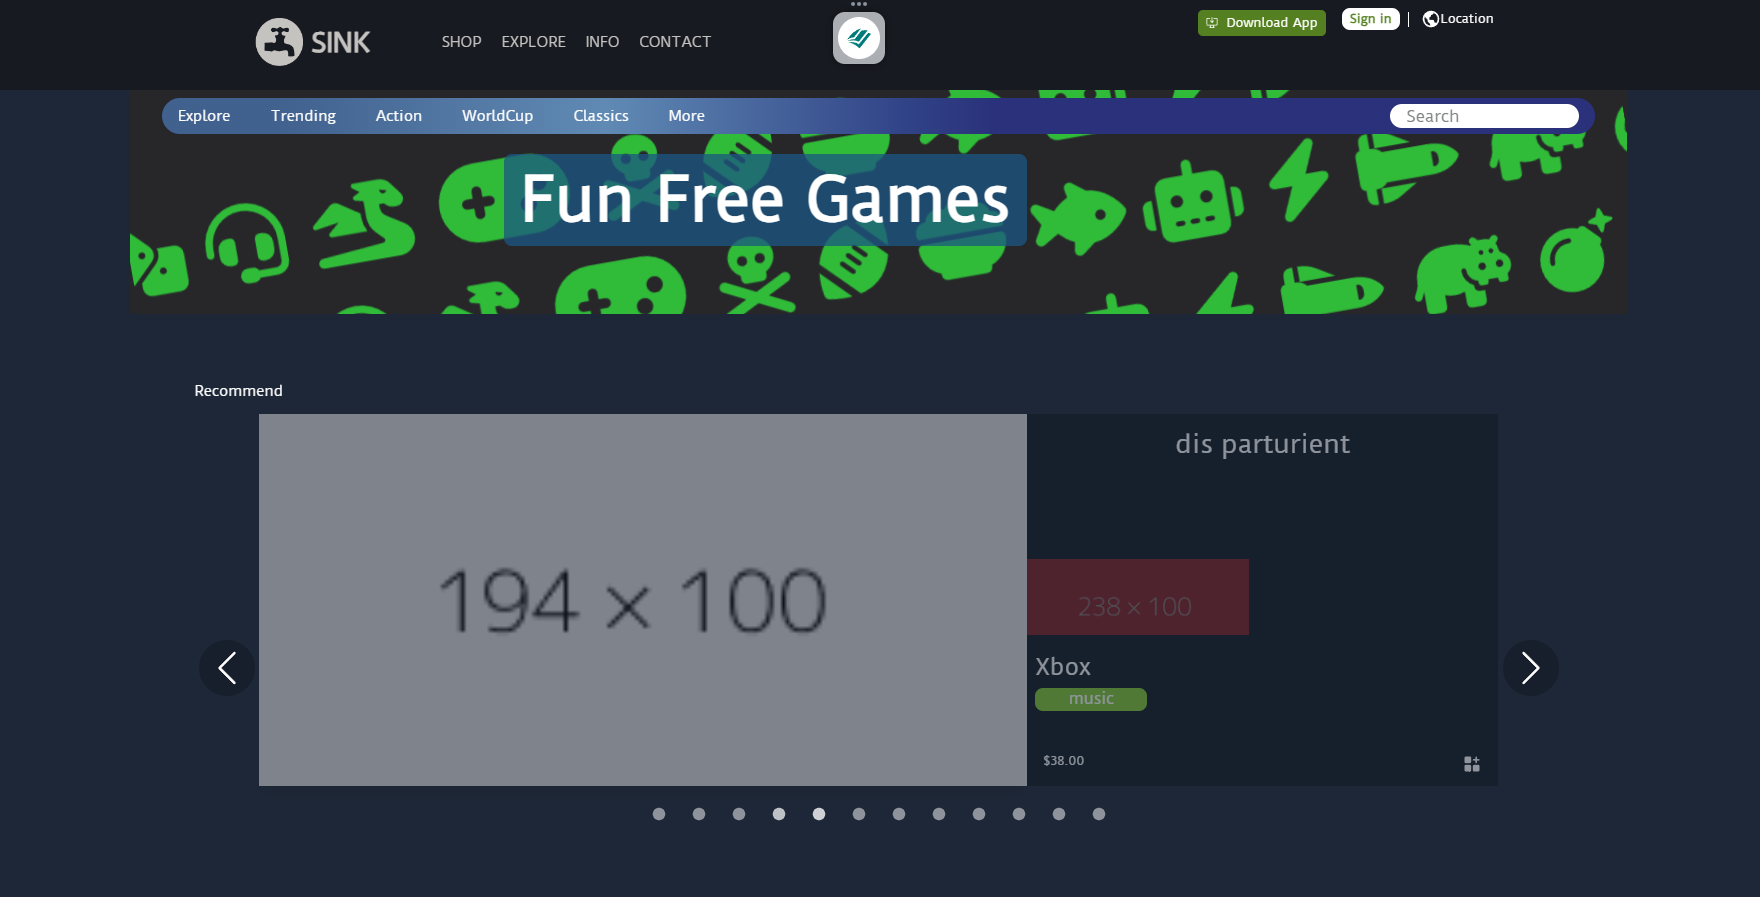 SINK
SHOP EXPLORE INFO CONTACT
Download App
Sign in
Location
Explore Trending Action WorldCup Classics More
Search
Fun Free Games
Recommend
194 × 100
dis parturient
238 × 100
Xbox
music
$38.00